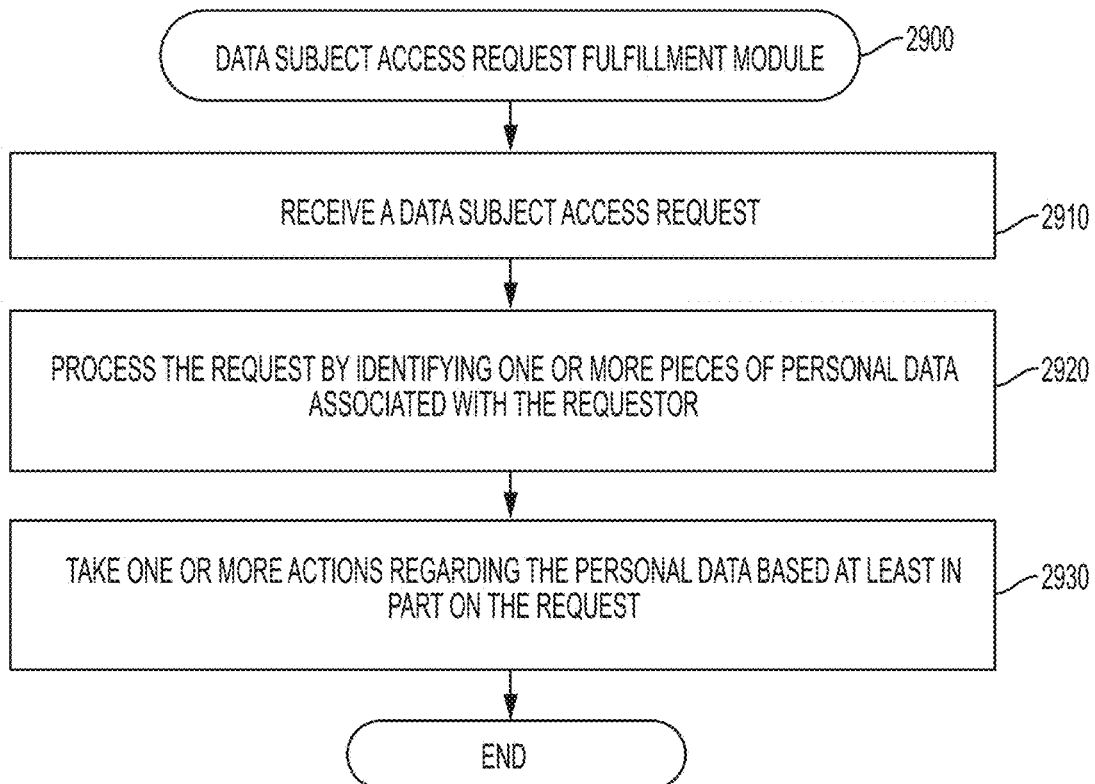 DATA SUBJECT ACCESS REQUEST FULFILLMENT MODULE
2900
RECEIVE A DATA SUBJECT ACCESS REQUEST
2910
PROCESS THE REQUEST BY IDENTIFYING ONE OR MORE PIECES OF PERSONAL DATA
ASSOCIATED WITH THE REQUESTOR
2920
TAKE ONE OR MORE ACTIONS REGARDING THE PERSONAL DATA BASED AT LEAST IN
PART ON THE REQUEST
2930
END